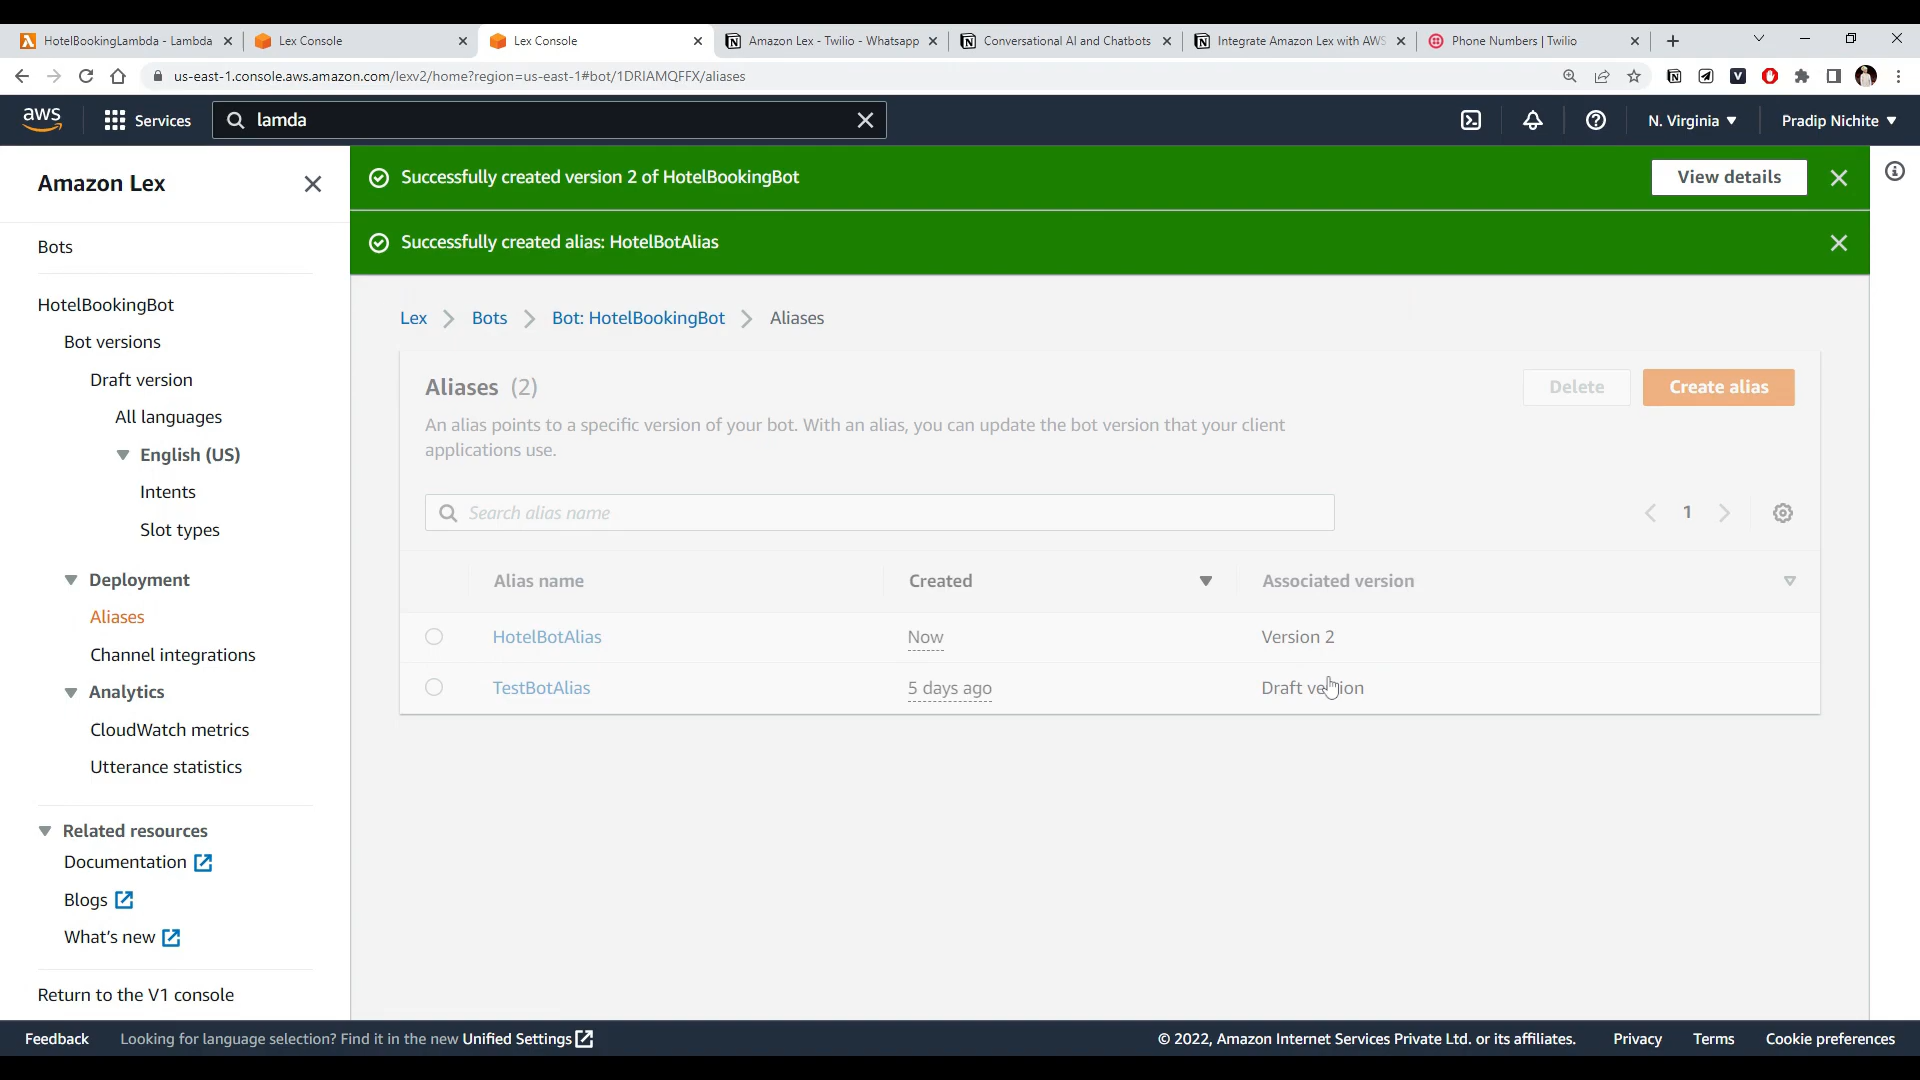 HotelBookingLambda - Lambda
Lex Console
Lex Console
Amazon Lex - Twilio - Whatsapp
Conversational AI and Chatbots
Integrate Amazon Lex with AWS
Phone Numbers | Twilio
us-east-1.console.aws.amazon.com/lexv2/home?region=us-east-1#bot/1DRIAMQFFX/aliases
aws
Services
lamda
N. Virginia
Pradip Nichite
Amazon Lex
Bots
HotelBookingBot
Bot versions
Draft version
All languages
English (US)
Intents
Slot types
Deployment
Aliases
Channel integrations
Analytics
CloudWatch metrics
Utterance statistics
Related resources
Documentation
Blogs
What's new
Return to the V1 console
Successfully created version 2 of HotelBookingBot
View details
Successfully created alias: HotelBotAlias
Lex
Bots
Bot: HotelBookingBot
Aliases
Aliases (2)
Delete
Create alias
An alias points to a specific version of your bot. With an alias, you can update the bot version that your client
applications use.
Search alias name
1
Alias name
Created
Associated version
HotelBotAlias
Now
Version 2
TestBotAlias
5 days ago
Draft version
Feedback
Looking for language selection? Find it in the new Unified Settings
© 2022, Amazon Internet Services Private Ltd. or its affiliates.
Privacy
Terms
Cookie preferences